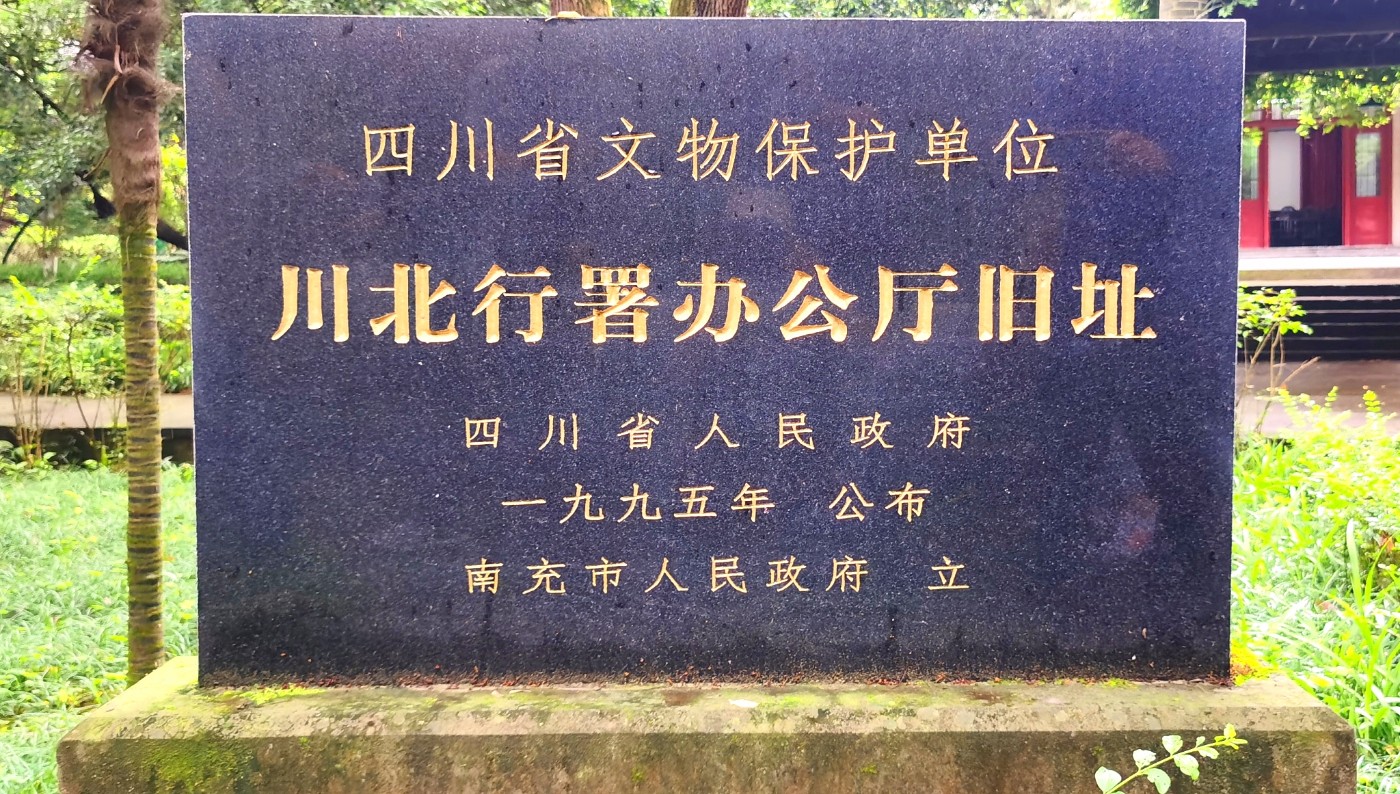 四川省文物保护单位
川北行署办公厅旧址
四川省人民政府
一九九五年 公布
南充市人民政府 立